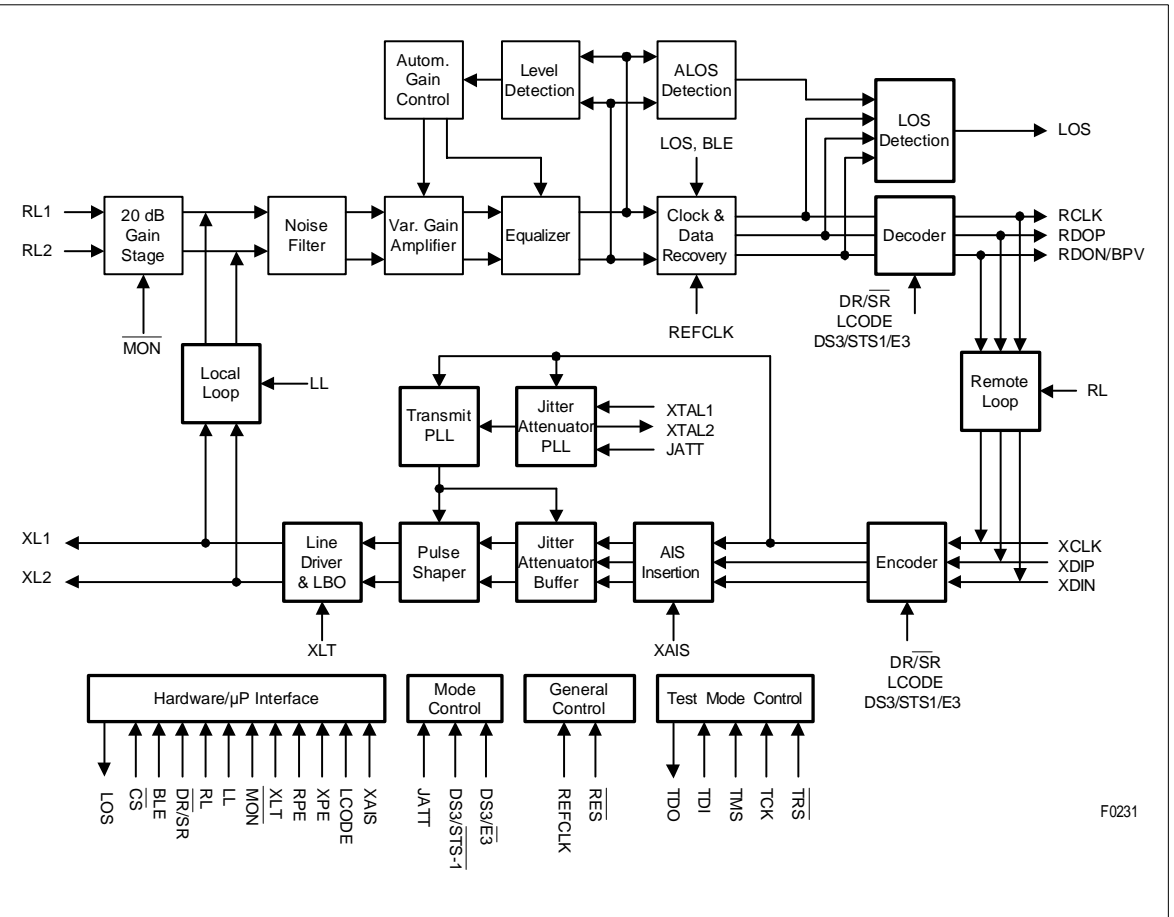 Autom.
Gain
Control
Level
Detection
ALOS
Detection
LOS
Detection
LOS
LOS, BLE
RL1
RL2
20 dB
Gain
Stage
Noise
Filter
Var. Gain
Amplifier
Equalizer
Clock &
Data
Recovery
Decoder
RCLK
RDOP
RDON/BPV
MON
REFCLK
DR/SR
LCODE
DS3/STS1/E3
Local
Loop
LL
Transmit
PLL
Jitter
Attenuator
PLL
XTAL1
XTAL2
JATT
Remote
Loop
RL
XL1
XL2
Line
Driver
& LBO
Pulse
Shaper
Jitter
Attenuator
Buffer
AIS
Insertion
Encoder
XCLK
XDIP
XDIN
XLT
XAIS
DR/SR
LCODE
DS3/STS1/E3
Hardware/µP Interface
Mode
Control
General
Control
Test Mode Control
LOS
CS
BLE
DR/SR
RL
LL
MON
XLT
RPE
XPE
LCODE
XAIS
JATT
DS3/STS-1
DS3/E3
REFCLK
RES
TDO
TDI
TMS
TCK
TRS
F0231